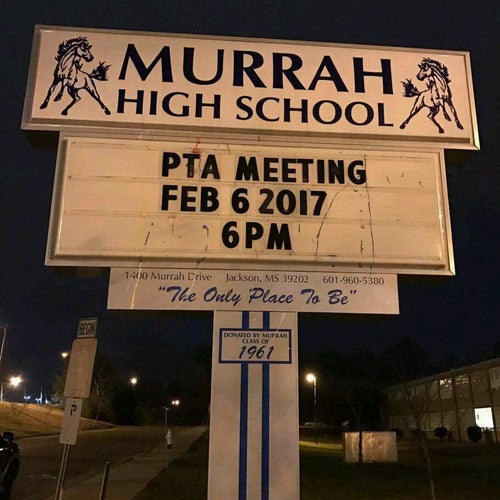 MURRAH
HIGH SCHOOL
PTA MEETING
FEB 6 2017
6PM
1400 Murrah Drive Jackson, MS 39202 601-960-5380
"The Only Place To Be"
DONATED BY MURRAH
CLASS OF
1961
BEGIN
P